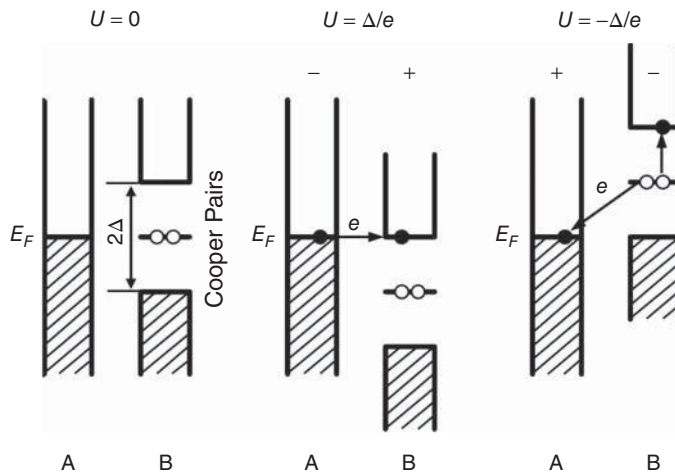 U = 0
U = Δ/e
U = −Δ/e
− + + −
2Δ
Cooper Pairs
e
e
E_F
E_F
E_F
A B A B A B